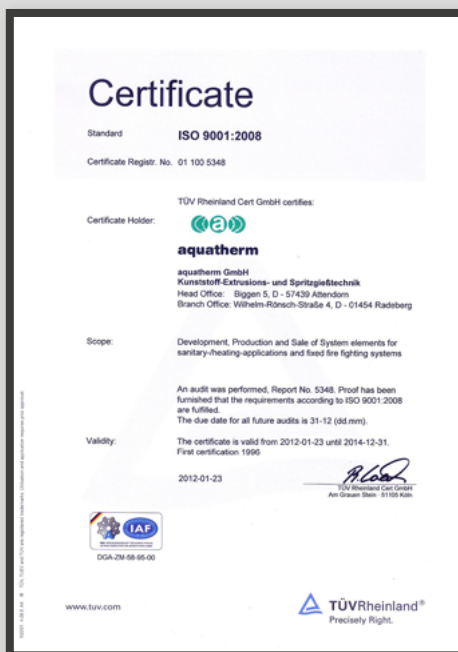 Certificate
Standard ISO 9001:2008
Certificate Registr. No. 01 100 5348
TÜV Rheinland Cert GmbH certifies:
Certificate Holder:
a
aquatherm
aquatherm GmbH
Kunststoff-Extrusions- und Spritzgießtechnik
Head Office: Biggen 5, D - 57439 Attendorn
Branch Office: Wilhelm-Rönsch-Straße 4, D - 01454 Radeberg
Scope: Development, Production and Sale of System elements for
sanitary-/heating-applications and fixed fire fighting systems
An audit was performed, Report No. 5348. Proof has been
furnished that the requirements according to ISO 9001:2008
are fulfilled.
The due date for all future audits is 31-12 (dd.mm).
Validity: The certificate is valid from 2012-01-23 until 2014-12-31.
First certification 1996
2012-01-23
TÜV Rheinland Cert GmbH
Am Grauen Stein · 51105 Köln
IAF
DGA-ZM-58-95-00
www.tuv.com
TÜVRheinland®
Precisely Right.